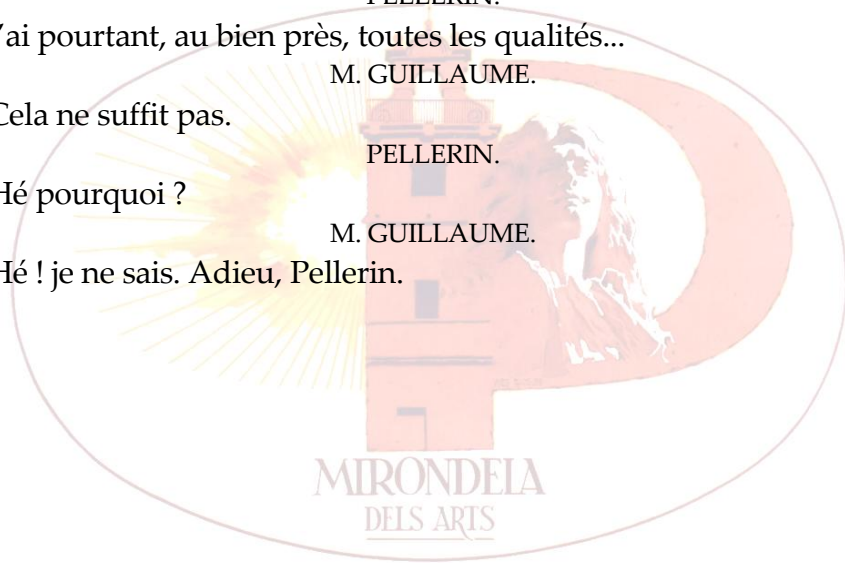 PELLERIN.
'ai pourtant, au bien près, toutes les qualités...
M. GUILLAUME.
Cela ne suffit pas.
PELLERIN.
Hé pourquoi ?
M. GUILLAUME.
Hé ! je ne sais. Adieu, Pellerin.
MIRONDELA
DELS ARTS